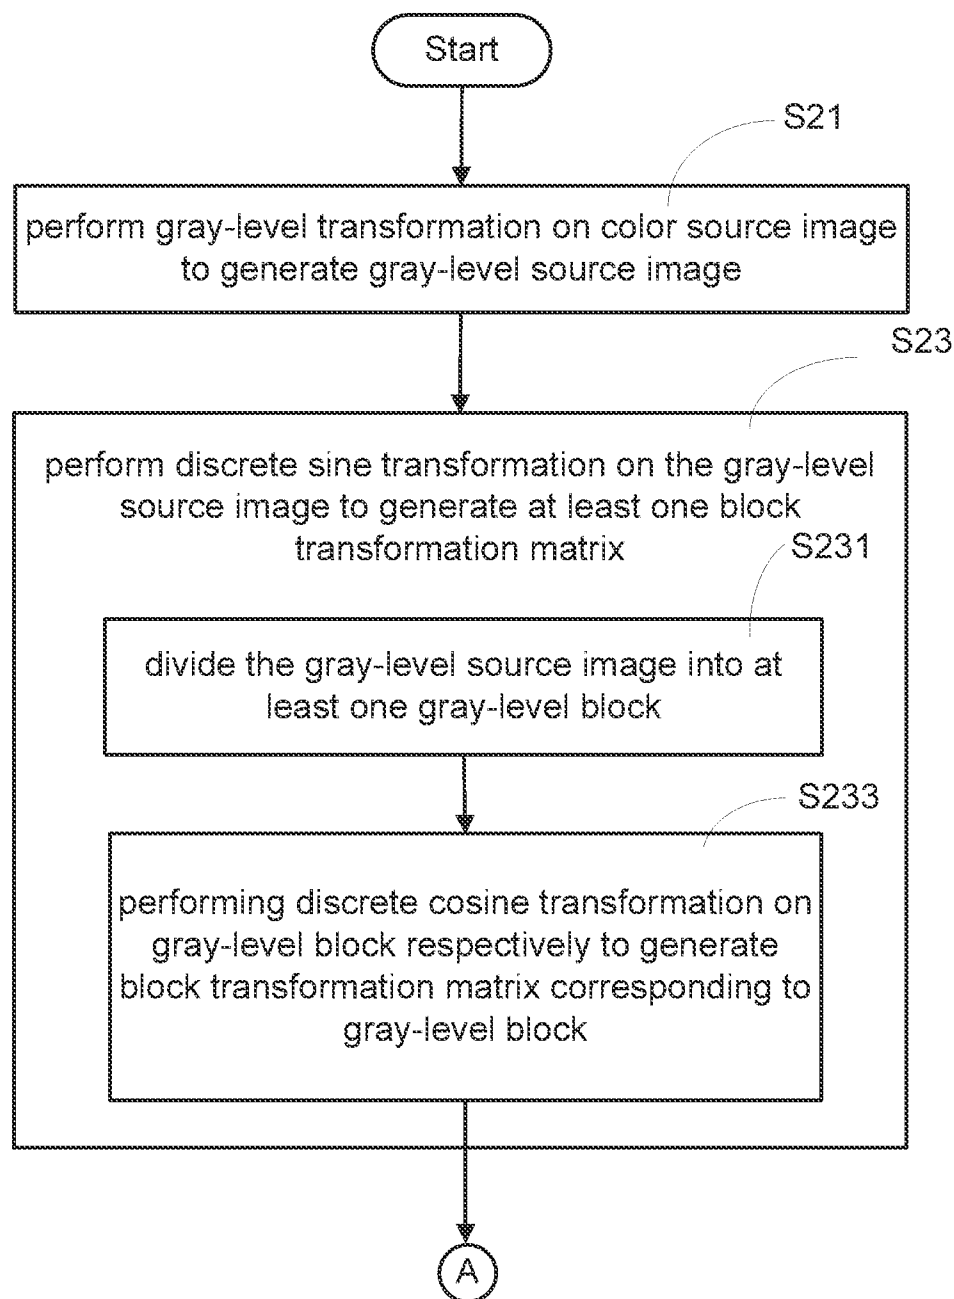 Start
S21
perform gray-level transformation on color source image
to generate gray-level source image
S23
perform discrete sine transformation on the gray-level
source image to generate at least one block
transformation matrix
S231
divide the gray-level source image into at
least one gray-level block
S233
performing discrete cosine transformation on
gray-level block respectively to generate
block transformation matrix corresponding to
gray-level block
A